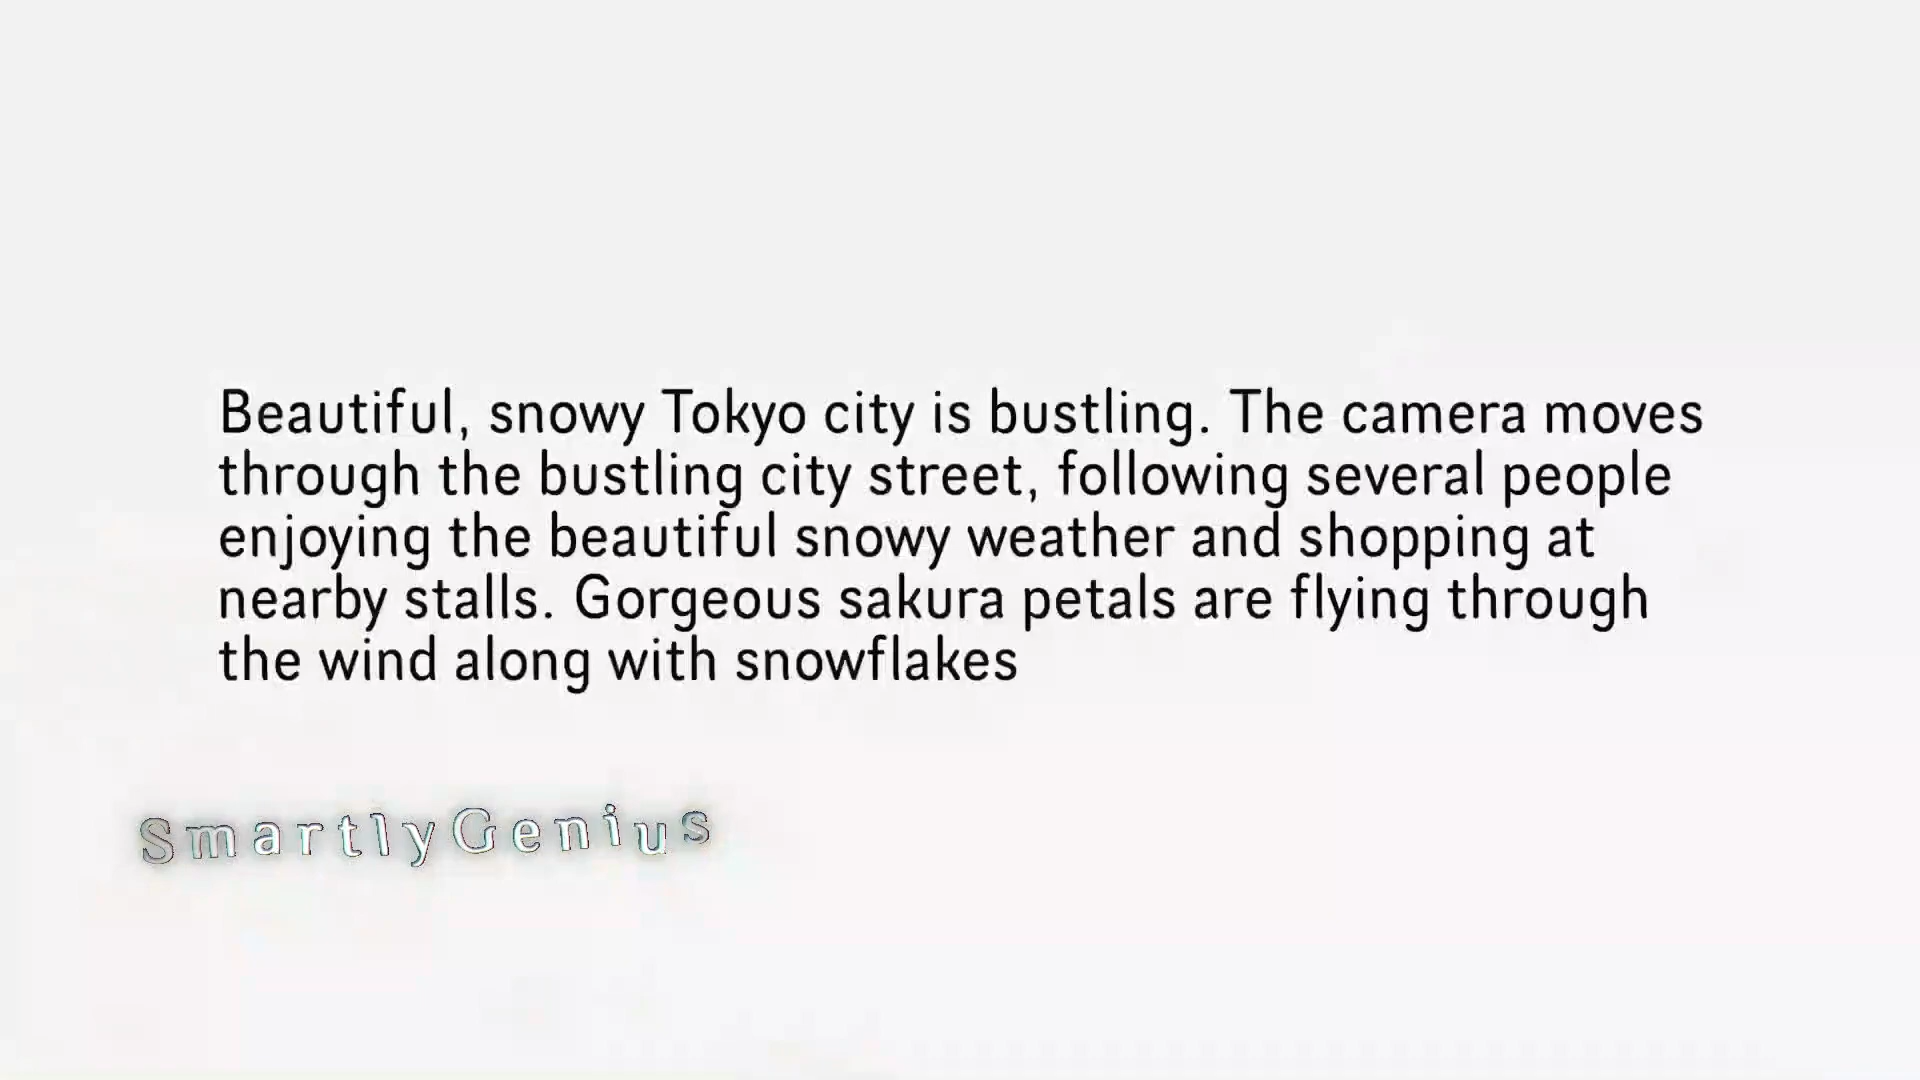 Beautiful, snowy Tokyo city is bustling. The camera moves
through the bustling city street, following several people
enjoying the beautiful snowy weather and shopping at
nearby stalls. Gorgeous sakura petals are flying through
the wind along with snowflakes
SmartlyGenius